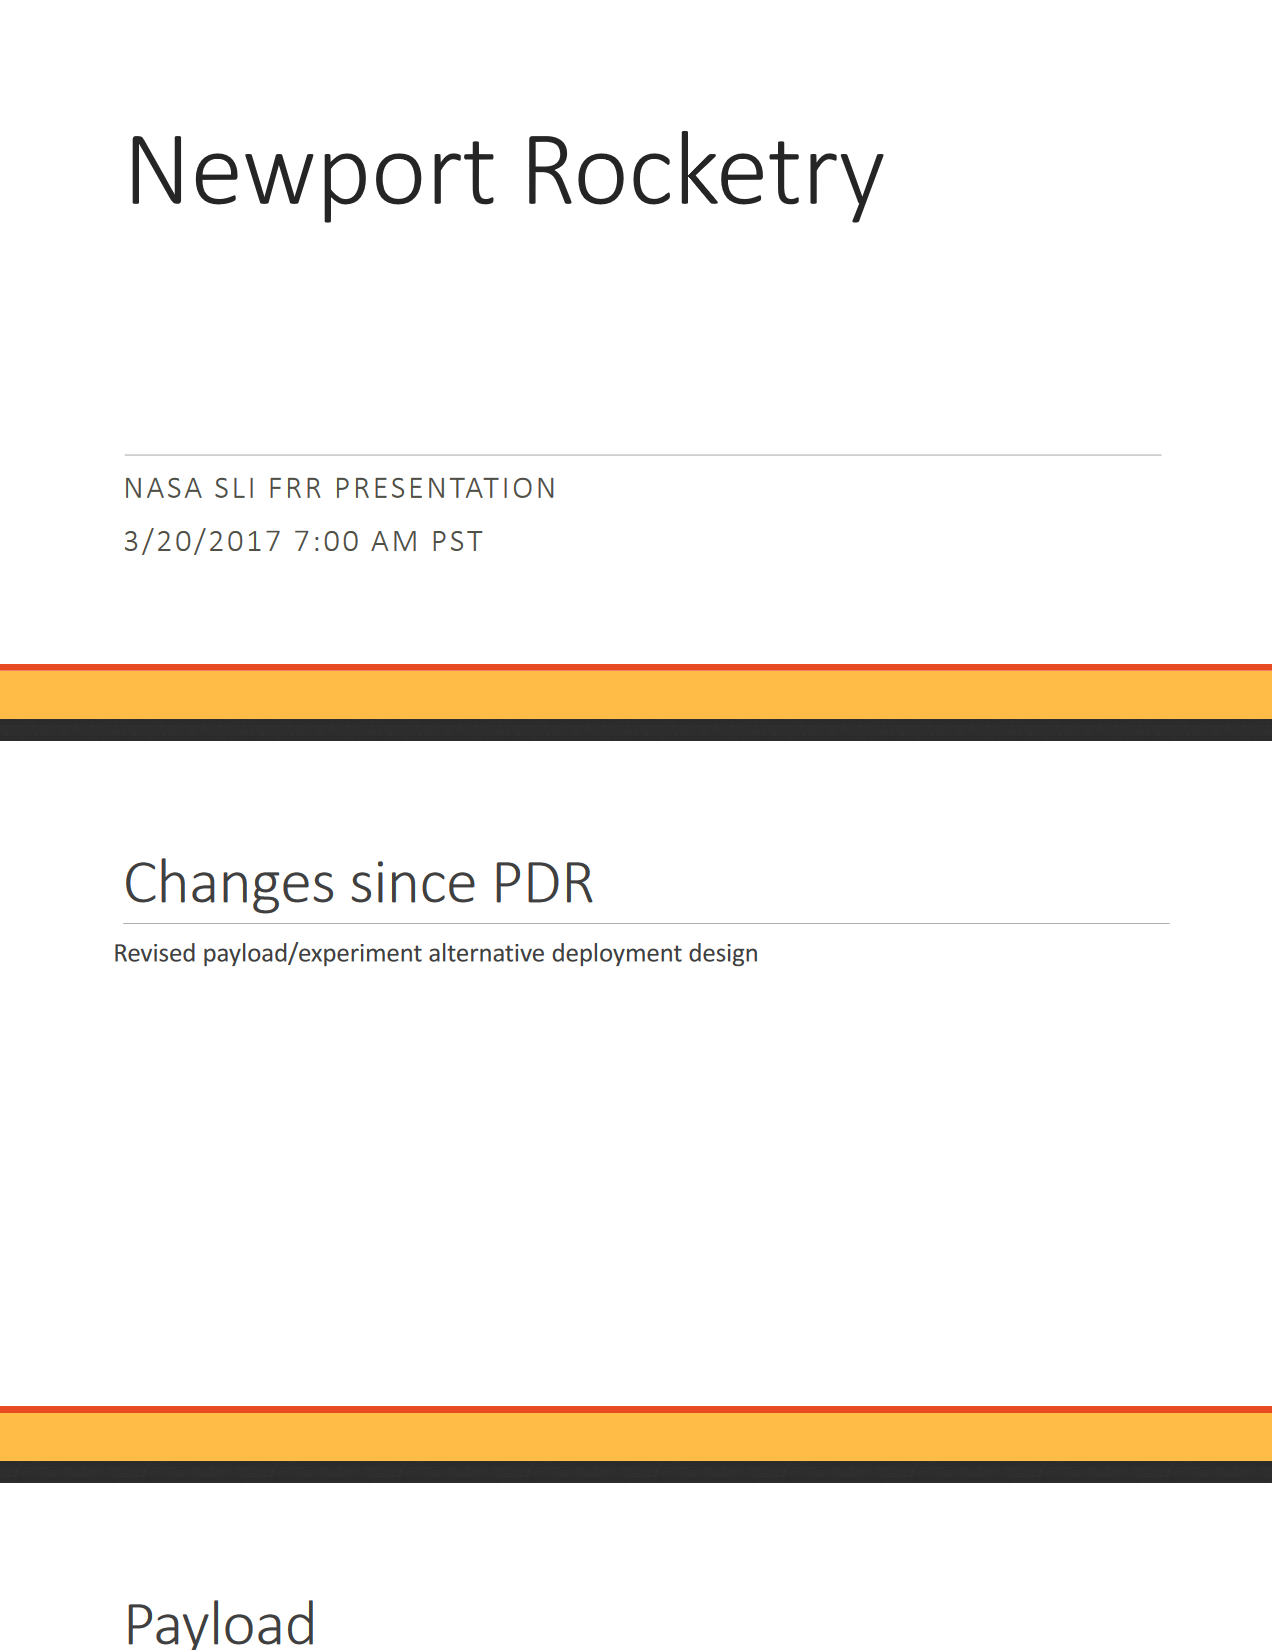 Newport Rocketry
NASA SLI FRR PRESENTATION
3/20/2017 7:00 AM PST
Changes since PDR
Revised payload/experiment alternative deployment design
Payload